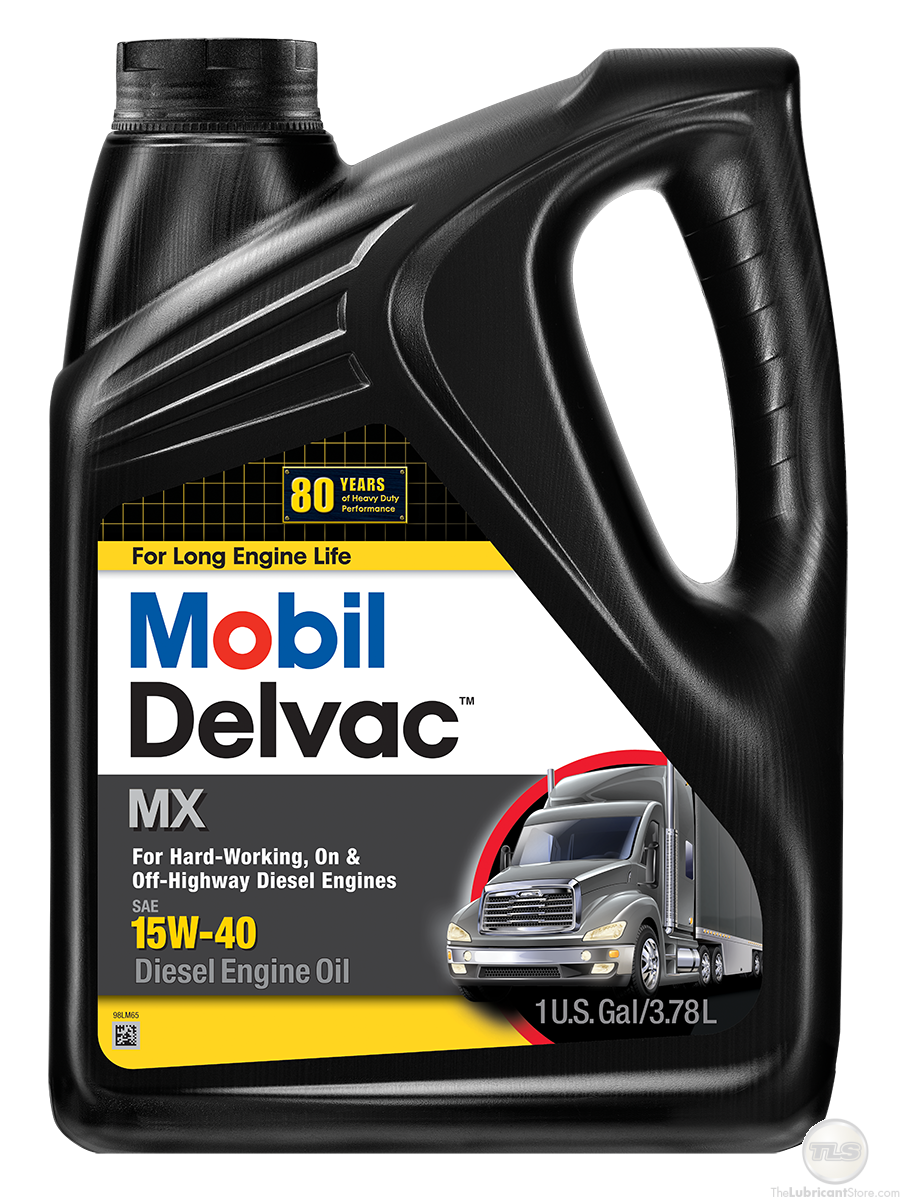 80 YEARS
of Heavy Duty
Performance
For Long Engine Life
Mobil
Delvac™
MX
For Hard-Working, On &
Off-Highway Diesel Engines
SAE
15W-40
Diesel Engine Oil
1 U.S. Gal/3.78L
98LM65
TLS
TheLubricantStore.com